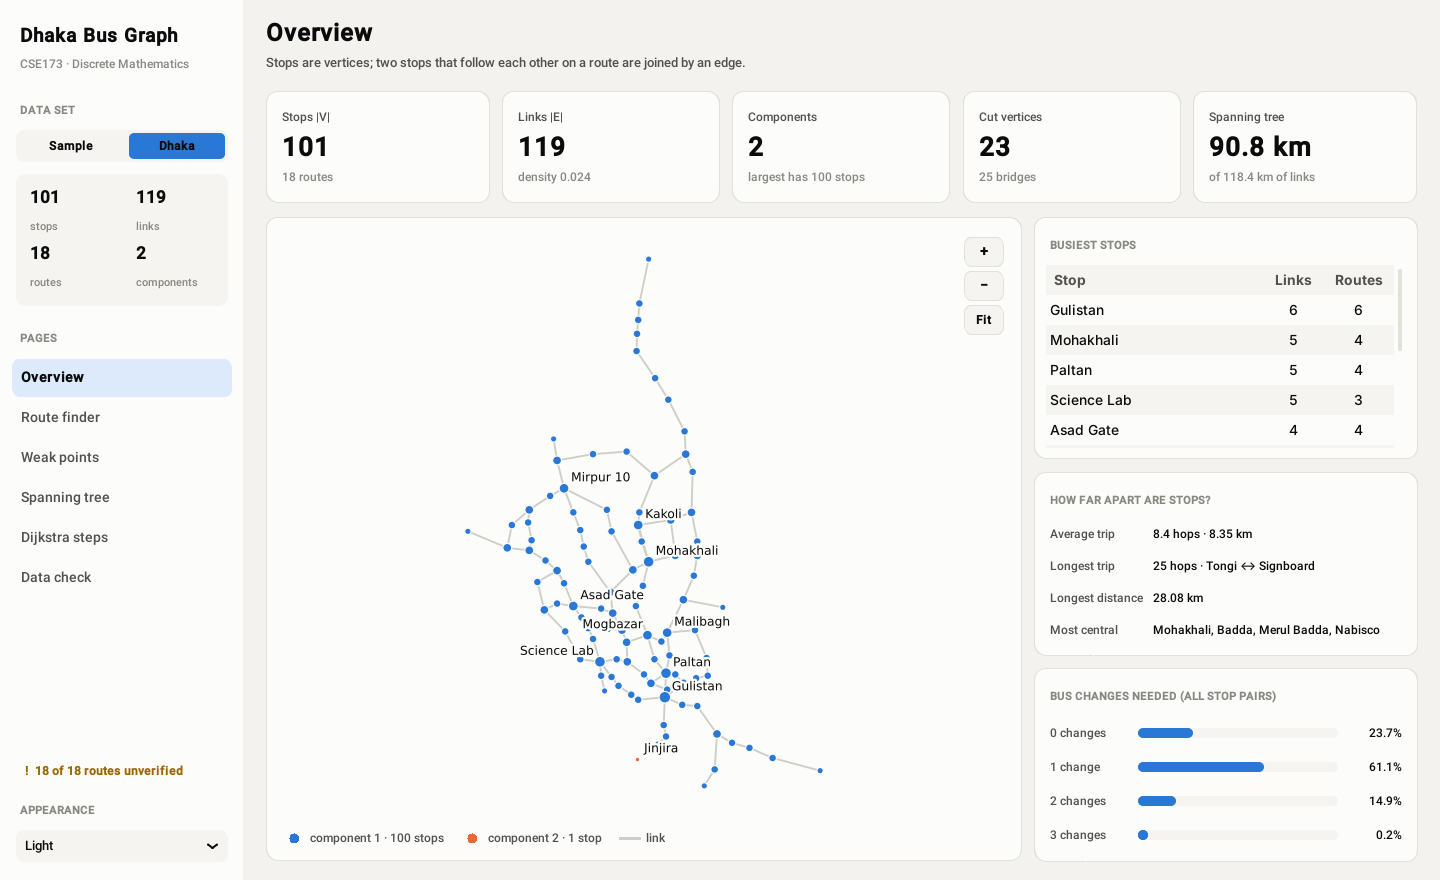 Dhaka Bus Graph
CSE173 · Discrete Mathematics
DATA SET
Sample Dhaka
101 119
stops links
18 2
routes components
PAGES
Overview
Route finder
Weak points
Spanning tree
Dijkstra steps
Data check
! 18 of 18 routes unverified
APPEARANCE
Light
Overview
Stops are vertices; two stops that follow each other on a route are joined by an edge.
Stops |V|
101
18 routes
Links |E|
119
density 0.024
Components
2
largest has 100 stops
Cut vertices
23
25 bridges
Spanning tree
90.8 km
of 118.4 km of links
+
−
Fit
Mirpur 10
Kakoli
Mohakhali
Asad Gate
Mogbazar
Malibagh
Science Lab
Paltan
Gulistan
Jinjira
component 1 · 100 stops component 2 · 1 stop link
BUSIEST STOPS
Stop Links Routes
Gulistan 6 6
Mohakhali 5 4
Paltan 5 4
Science Lab 5 3
Asad Gate 4 4
HOW FAR APART ARE STOPS?
Average trip 8.4 hops · 8.35 km
Longest trip 25 hops · Tongi ↔ Signboard
Longest distance 28.08 km
Most central Mohakhali, Badda, Merul Badda, Nabisco
BUS CHANGES NEEDED (ALL STOP PAIRS)
0 changes 23.7%
1 change 61.1%
2 changes 14.9%
3 changes 0.2%